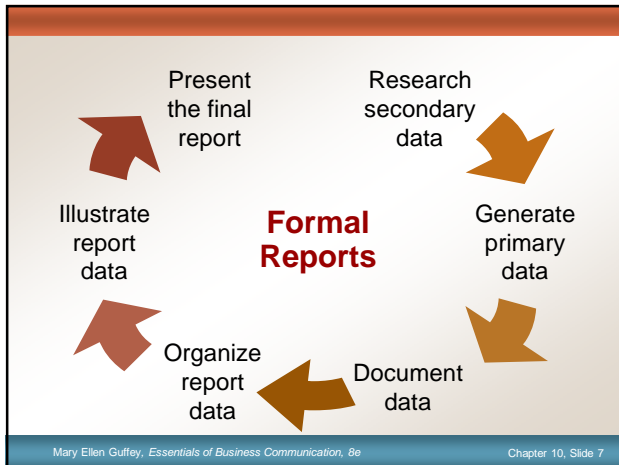 Formal
Reports
Research
secondary
data
Generate
primary
data
Document
data
Organize
report
data
Illustrate
report
data
Present
the final
report
Mary Ellen Guffey, Essentials of Business Communication, 8e
Chapter 10, Slide 7